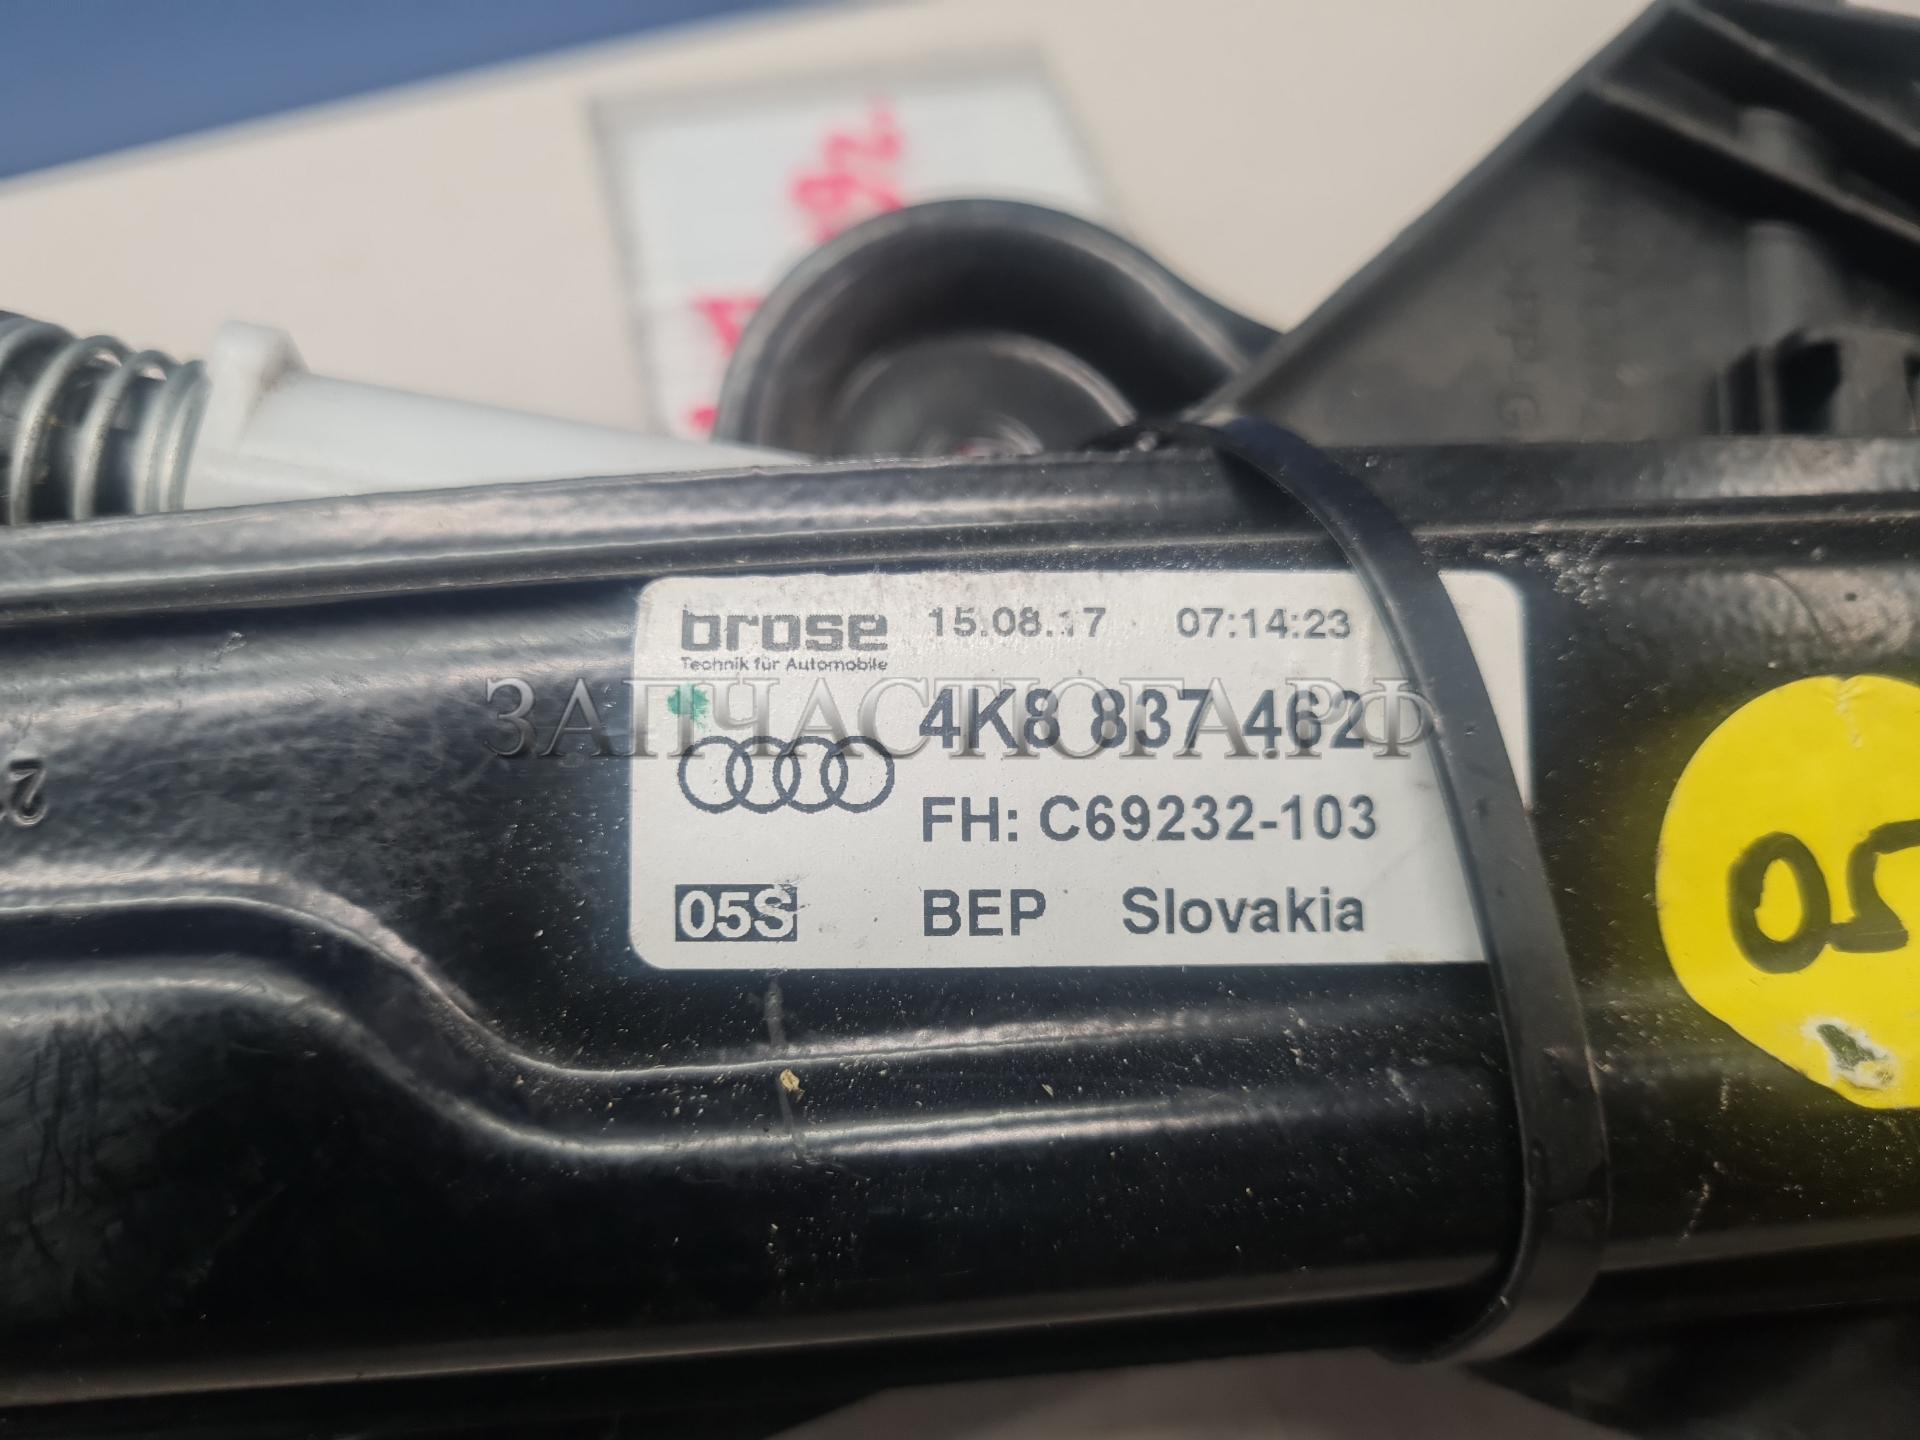 brose 15.08.17 07:14:23
Technik für Automobile
4K8 837 462
ЗАПЧАСТЮГА.РФ
FH: C69232-103
05S BEP Slovakia
05